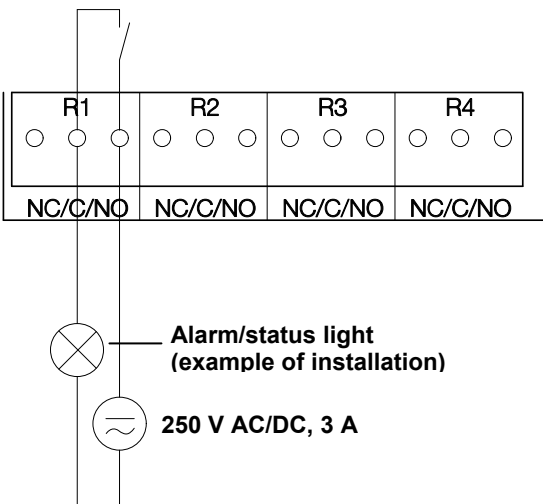 R1 R2 R3 R4
NC/C/NO NC/C/NO NC/C/NO NC/C/NO
Alarm/status light
(example of installation)
250 V AC/DC, 3 A